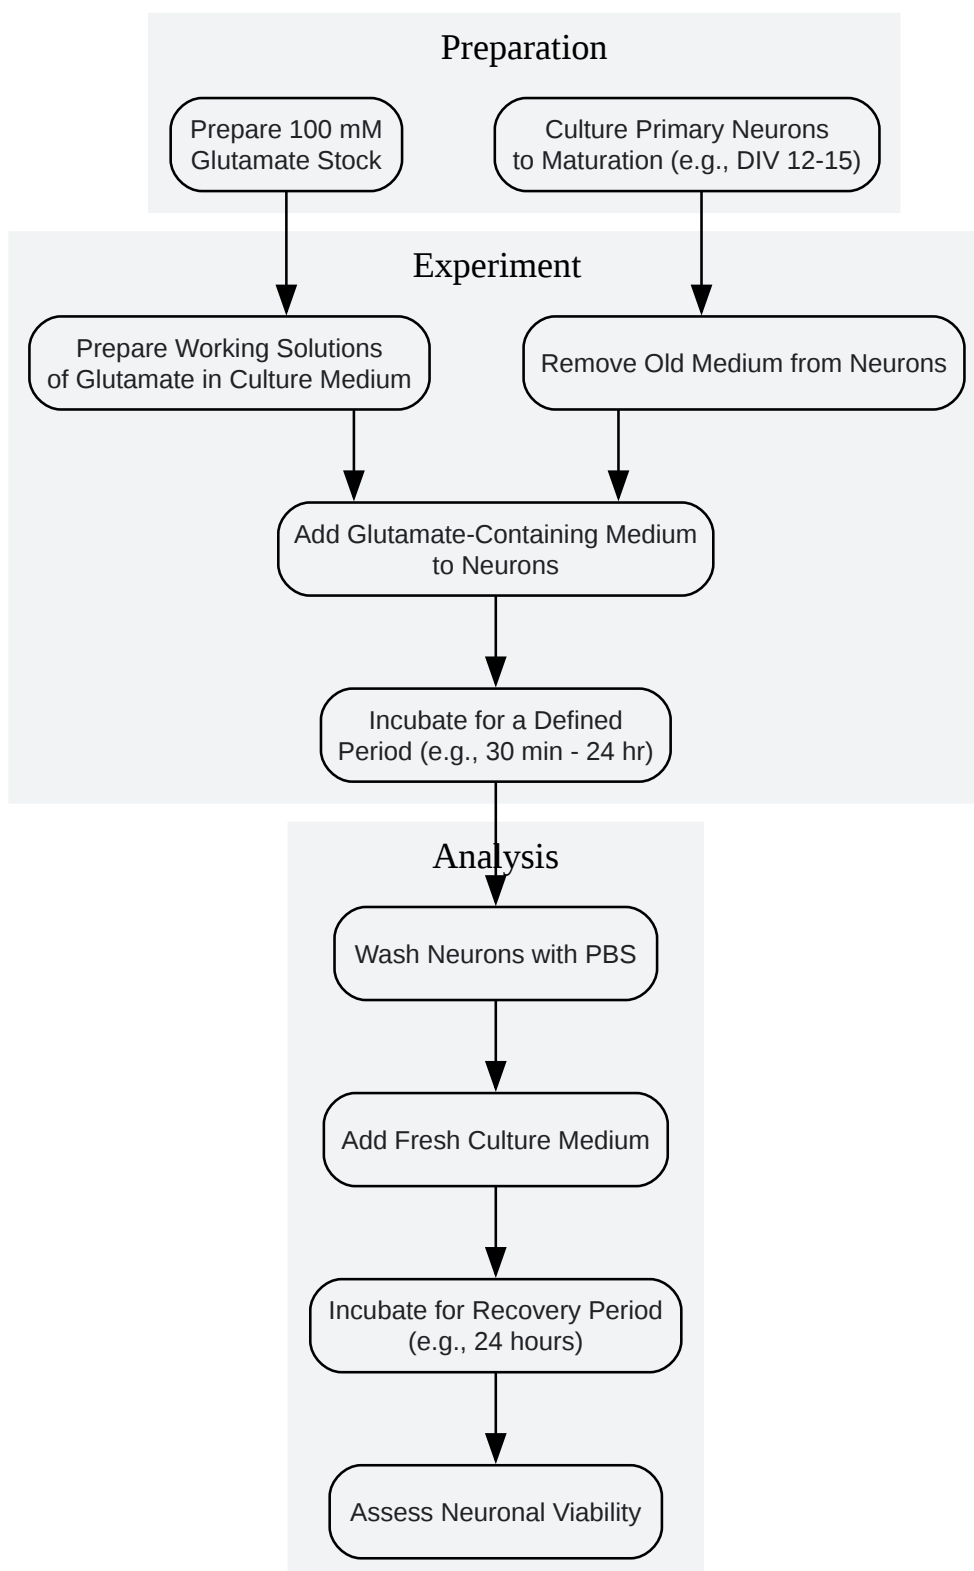 Preparation
Prepare 100 mM
Glutamate Stock
Culture Primary Neurons
to Maturation (e.g., DIV 12-15)
Experiment
Prepare Working Solutions
of Glutamate in Culture Medium
Remove Old Medium from Neurons
Add Glutamate-Containing Medium
to Neurons
Incubate for a Defined
Period (e.g., 30 min - 24 hr)
Analysis
Wash Neurons with PBS
Add Fresh Culture Medium
Incubate for Recovery Period
(e.g., 24 hours)
Assess Neuronal Viability